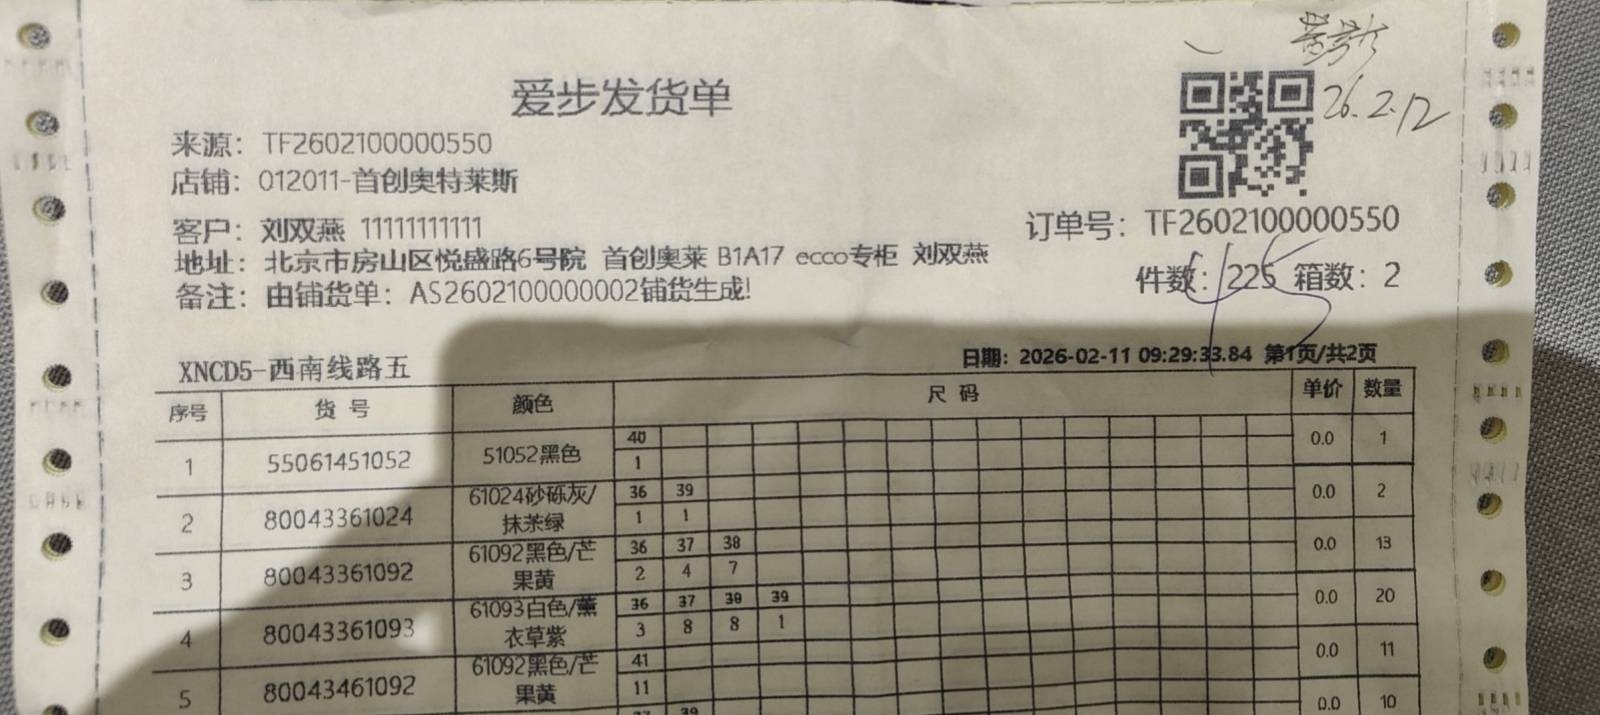 26.2.12
爱步发货单
来源：TF2602100000550
店铺：012011-首创奥特莱斯
客户：刘双燕 11111111111
订单号：TF2602100000550
地址：北京市房山区悦盛路6号院 首创奥莱 B1A17 ecco专柜 刘双燕
件数：225 箱数：2
备注：由铺货单：AS2602100000002铺货生成!
45
XNCD5-西南线路五
日期：2026-02-11 09:29:33.84 第1页/共2页
序号 货号 颜色 尺码 单价 数量
1 55061451052 51052黑色 40 0.0 1
1
2 80043361024 61024砂砾灰/抹茶绿 36 39 0.0 2
1 1
3 80043361092 61092黑色/芒果黄 36 37 38 0.0 13
2 4 7
4 80043361093 61093白色/薰衣草紫 36 37 38 39 0.0 20
3 8 8 1
5 80043461092 61092黑色/芒果黄 41 0.0 11
11
37 39 0.0 10